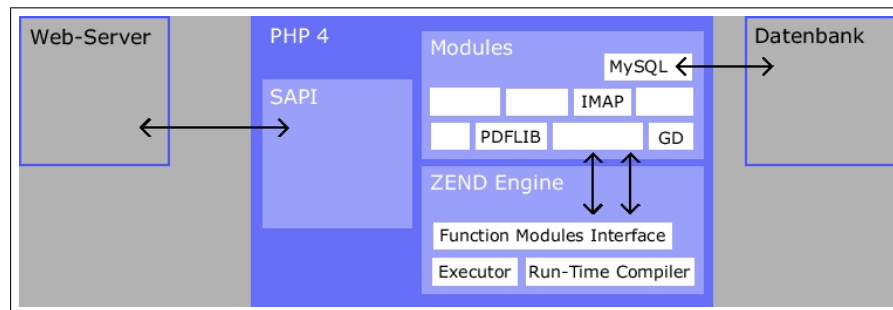 Web-Server
PHP 4
SAPI
Modules
MySQL
IMAP
PDFLIB
GD
ZEND Engine
Function Modules Interface
Executor
Run-Time Compiler
Datenbank